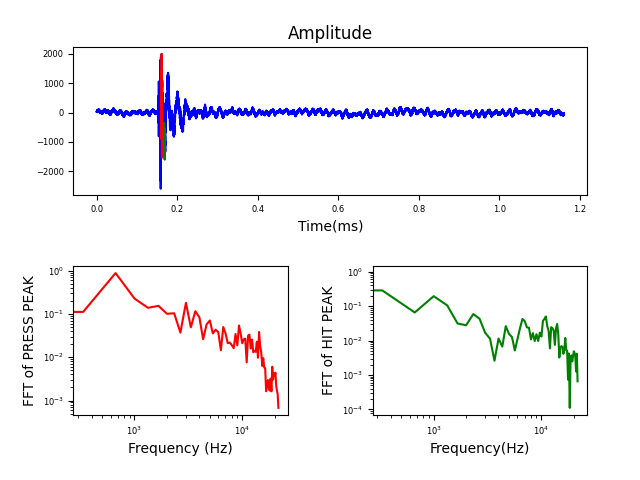 Amplitude
2000
1000
0
−1000
−2000
0.0 0.2 0.4 0.6 0.8 1.0 1.2
Time(ms)
FFT of PRESS PEAK
10⁰
10⁻¹
10⁻²
10⁻³
10³ 10⁴
Frequency (Hz)
FFT of HIT PEAK
10⁰
10⁻¹
10⁻²
10⁻³
10⁻⁴
10³ 10⁴
Frequency(Hz)